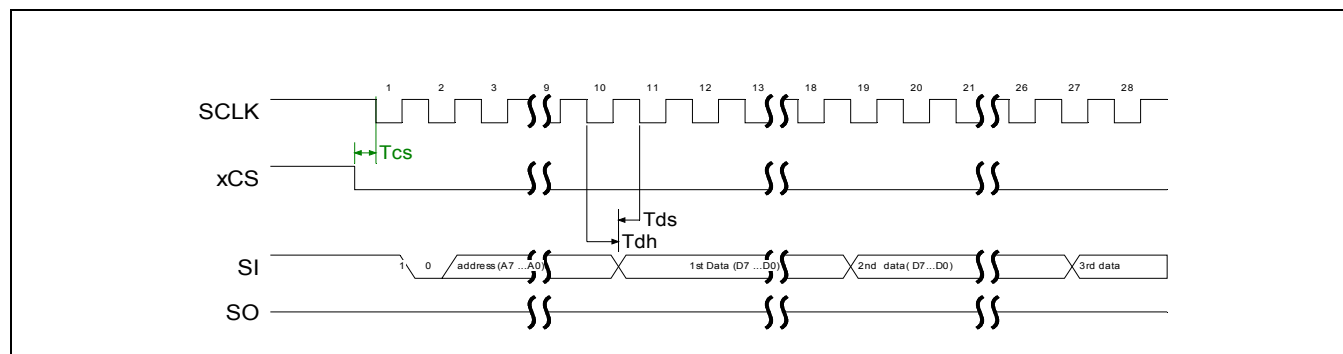 1 2 3 9 10 11 12 13 18 19 20 21 26 27 28
SCLK
Tcs
xCS
Tds
Tdh
SI 1 0 address (A7 ...A0) 1st Data (D7 ...D0) 2nd data( D7...D0) 3rd data
SO